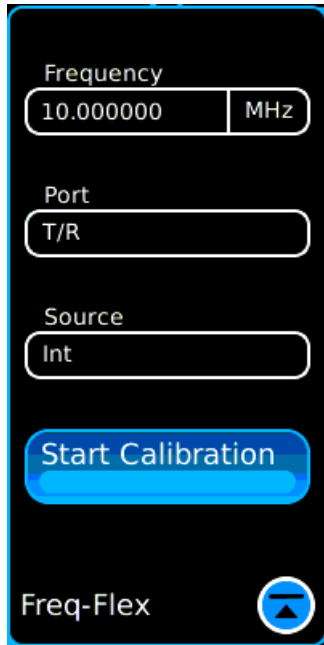 Frequency
10.000000 MHz
Port
T/R
Source
Int
Start Calibration
Freq-Flex